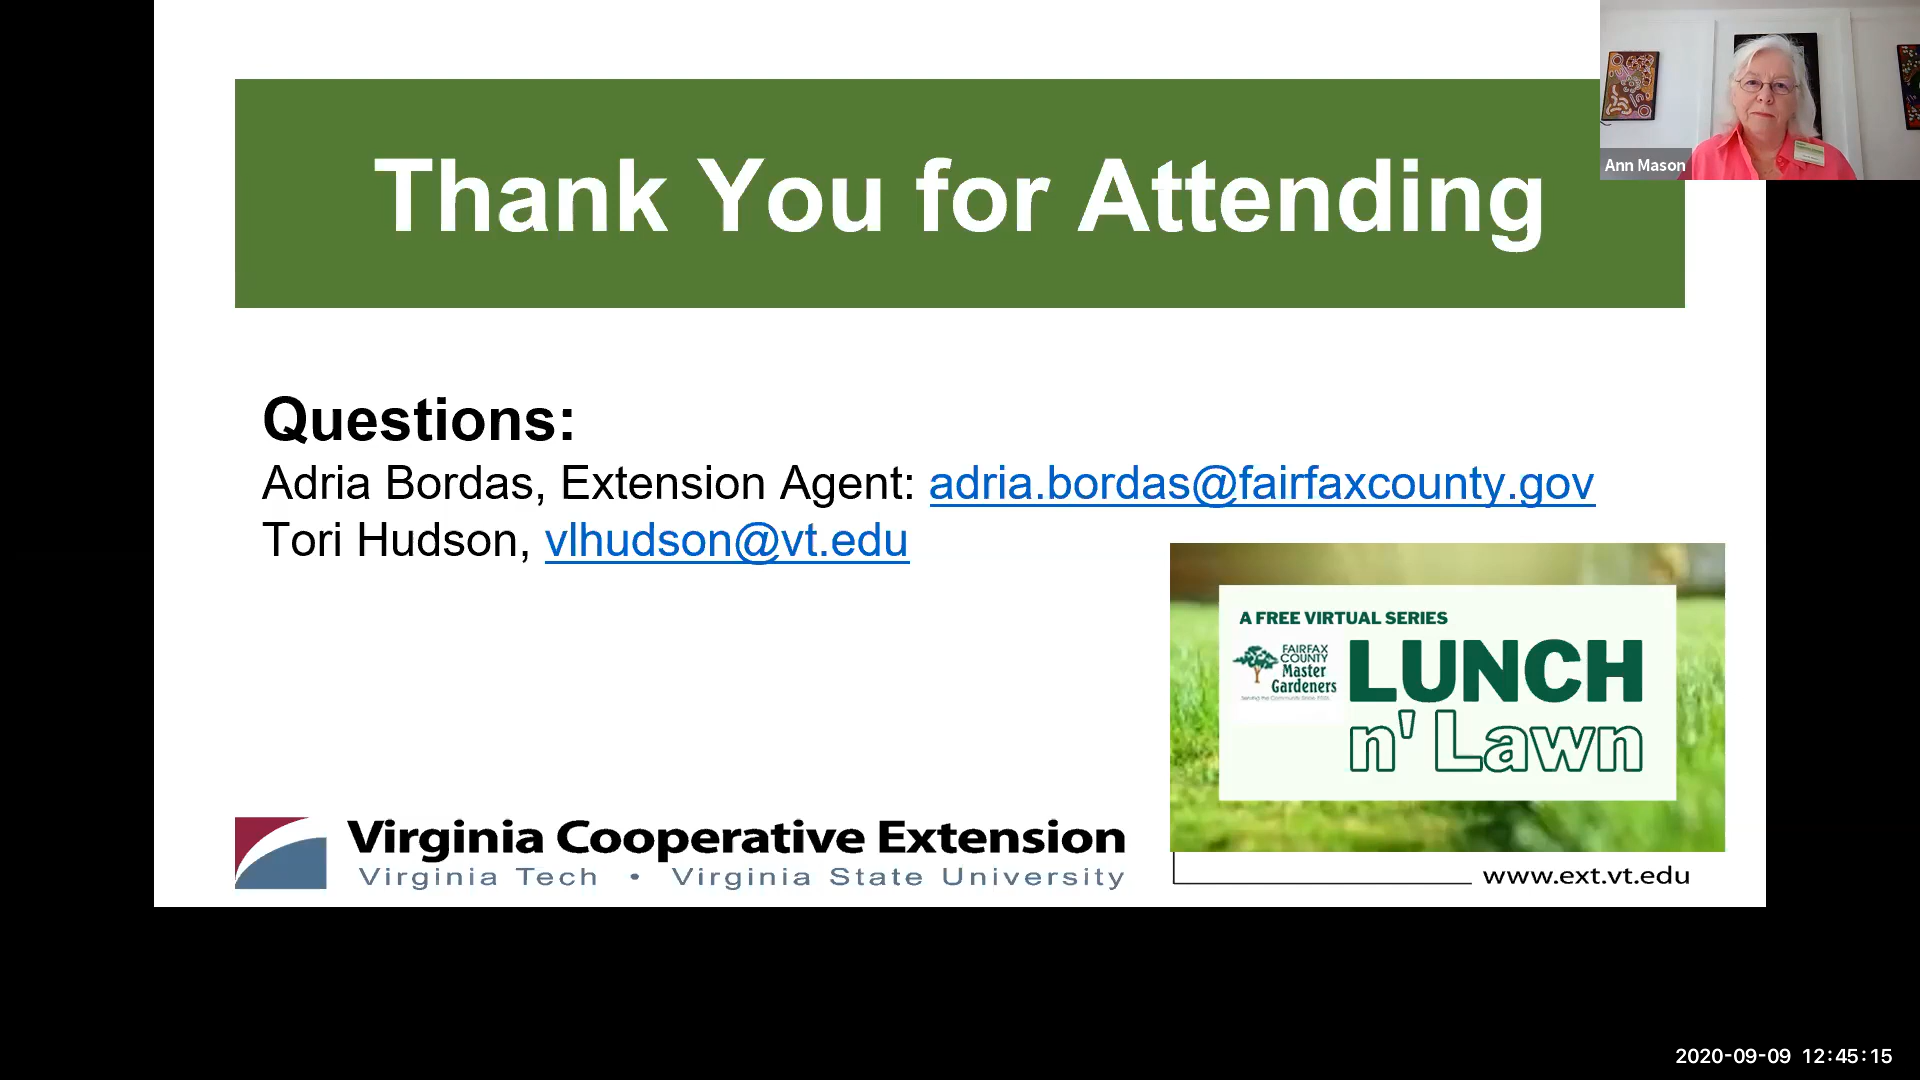 Thank You for Attending
Ann Mason
Questions:
Adria Bordas, Extension Agent: adria.bordas@fairfaxcounty.gov
Tori Hudson, vlhudson@vt.edu
A FREE VIRTUAL SERIES
FAIRFAX
COUNTY
Master
Gardeners
LUNCH
n' Lawn
Virginia Cooperative Extension
Virginia Tech • Virginia State University
www.ext.vt.edu
2020-09-09 12:45:15